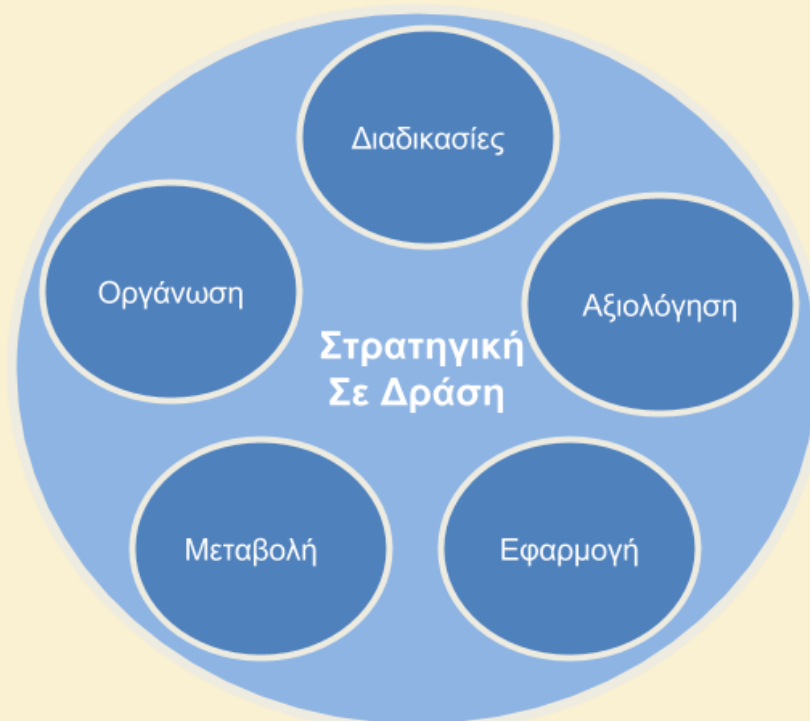 Διαδικασίες
Οργάνωση
Αξιολόγηση
Στρατηγική
Σε Δράση
Μεταβολή
Εφαρμογή